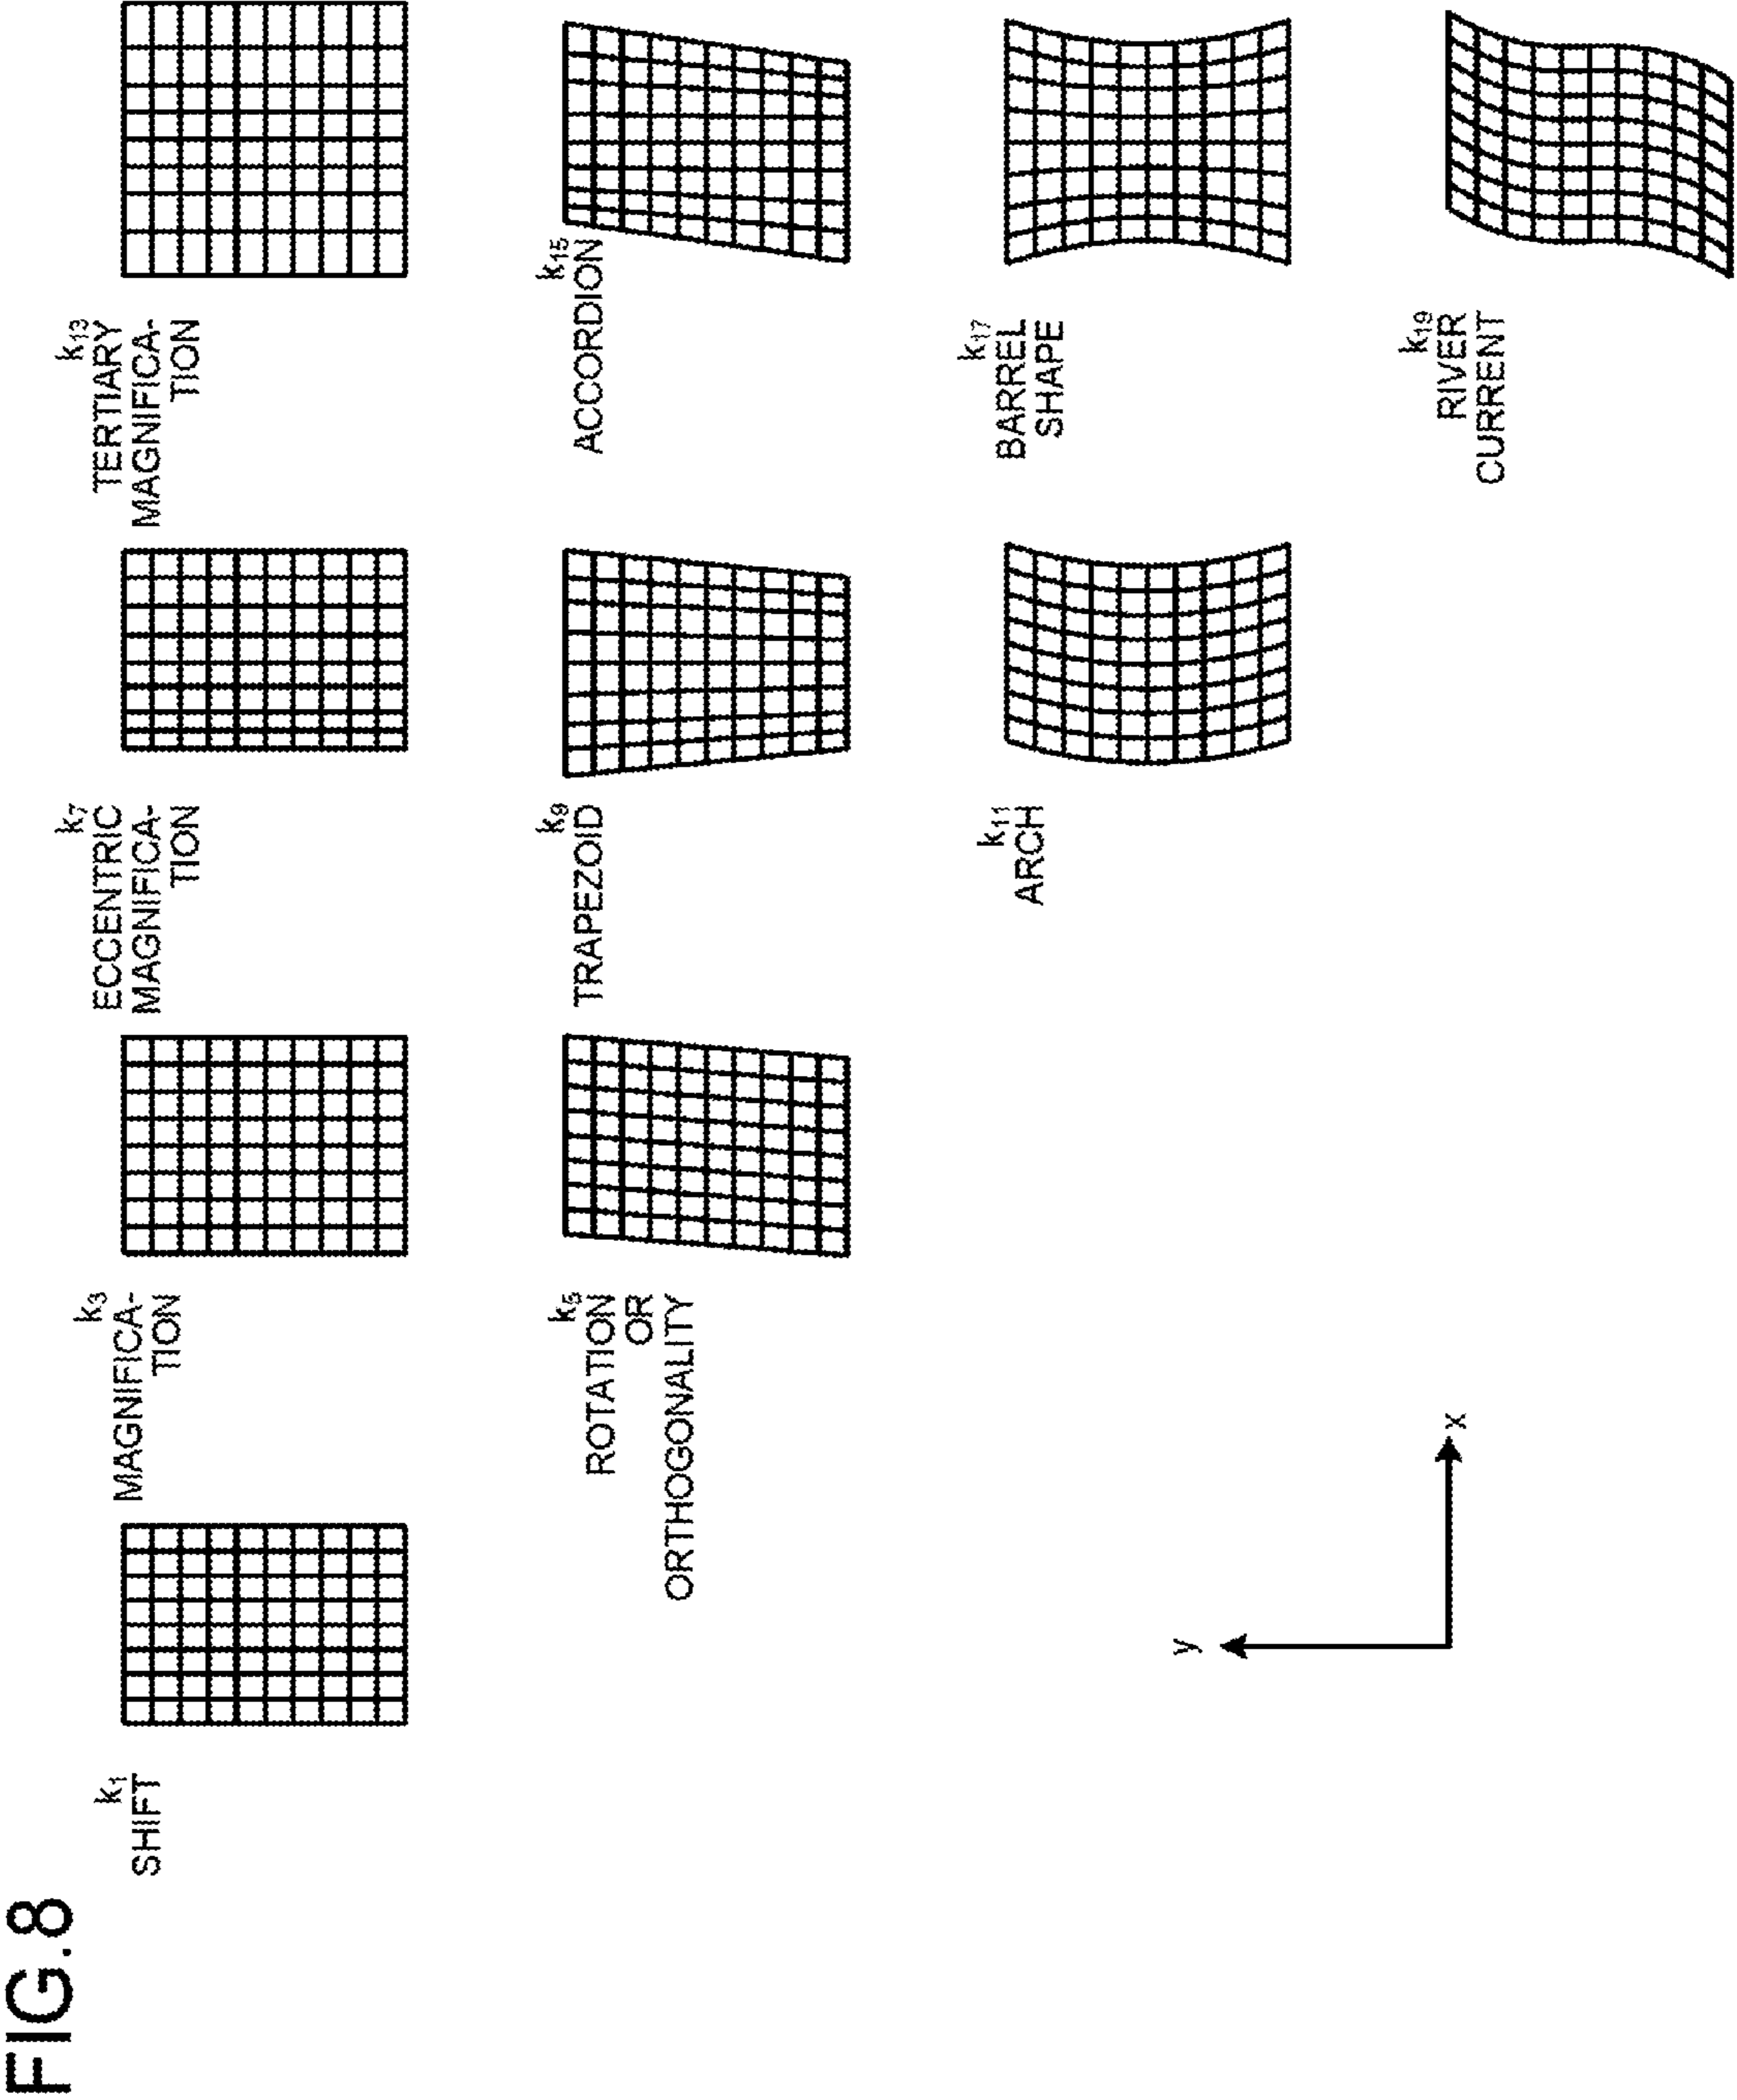 FIG.8
k1
SHIFT
k3
MAGNIFICA-
TION
k7
ECCENTRIC
MAGNIFICA-
TION
k13
TERTIARY
MAGNIFICA-
TION
k5
ROTATION
OR
ORTHOGONALITY
k9
TRAPEZOID
k15
ACCORDION
k11
ARCH
k17
BARREL
SHAPE
k19
RIVER
CURRENT
y
x